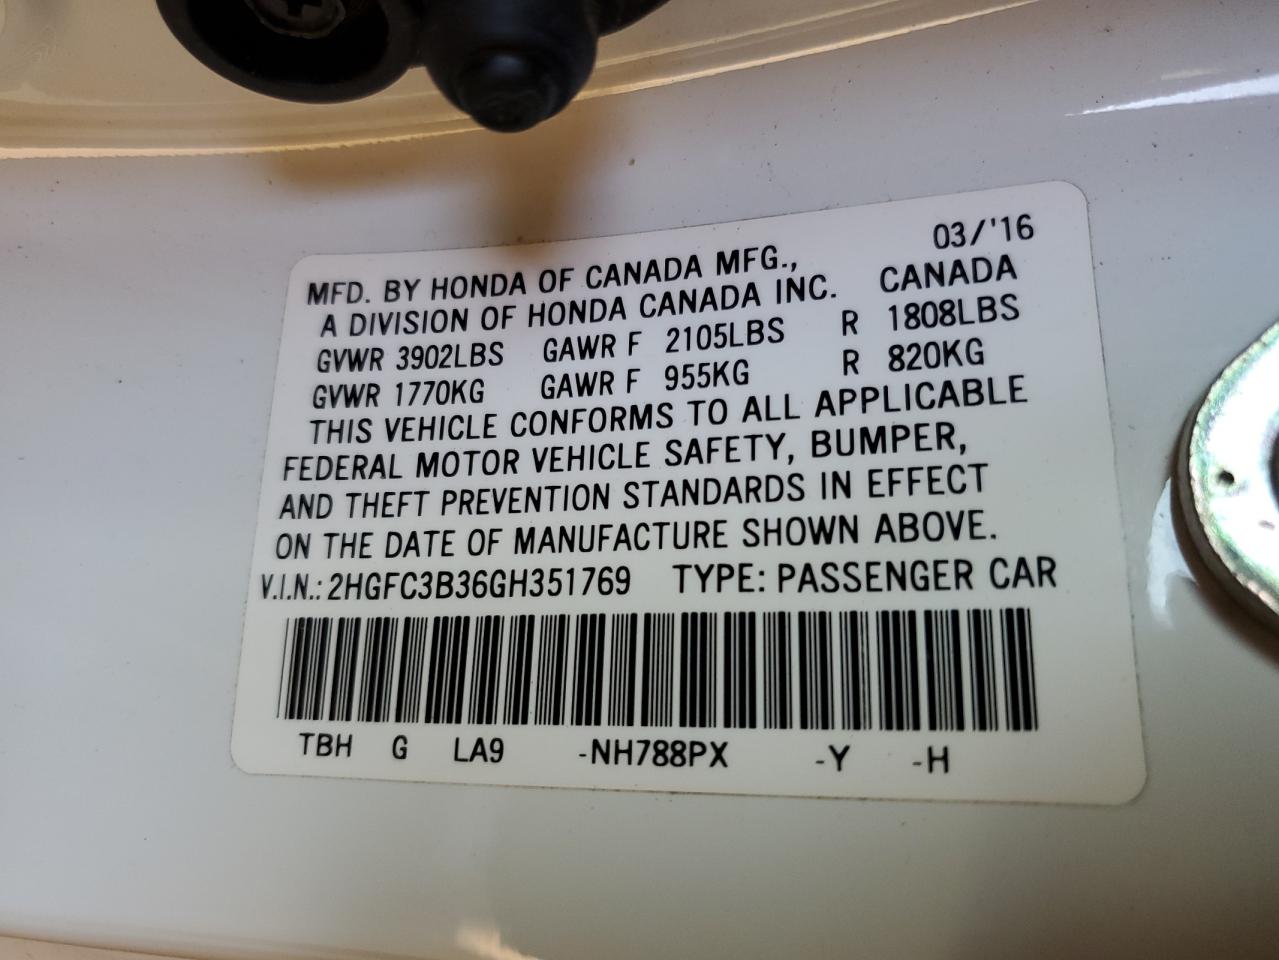 03/'16
MFD. BY HONDA OF CANADA MFG.,
A DIVISION OF HONDA CANADA INC. CANADA
GVWR 3902LBS GAWR F 2105LBS R 1808LBS
GVWR 1770KG GAWR F 955KG R 820KG
THIS VEHICLE CONFORMS TO ALL APPLICABLE
FEDERAL MOTOR VEHICLE SAFETY, BUMPER,
AND THEFT PREVENTION STANDARDS IN EFFECT
ON THE DATE OF MANUFACTURE SHOWN ABOVE.
V.I.N.: 2HGFC3B36GH351769 TYPE: PASSENGER CAR
TBH G LA9 -NH788PX -Y -H